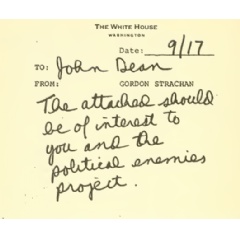 THE WHITE HOUSE
WASHINGTON
Date: 9/17
TO: John Dean
FROM: GORDON STRACHAN
The attached should
be of interest to
you and the
political enemies
project.